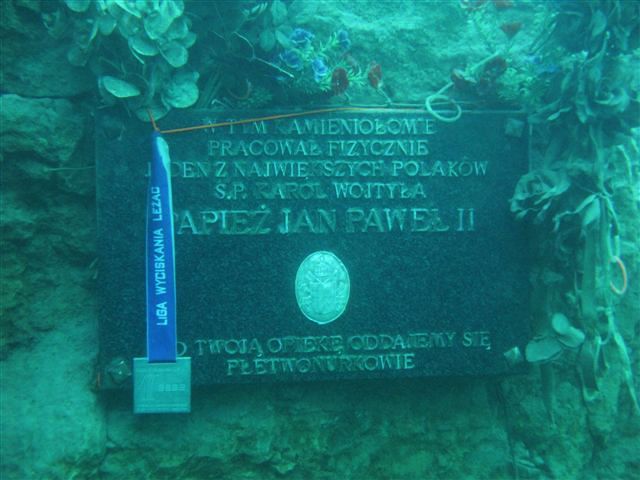 W TYM KAMIENIOŁOMIE
PRACOWAŁ FIZYCZNIE
JEDEN Z NAJWIĘKSZYCH POLAKÓW
Ś.P. KAROL WOJTYŁA
PAPIEŻ JAN PAWEŁ II
LIGA WYCISKANIA LEŻĄC
POD TWOJĄ OPIEKĘ ODDAJEMY SIĘ
PŁETWONURKOWIE